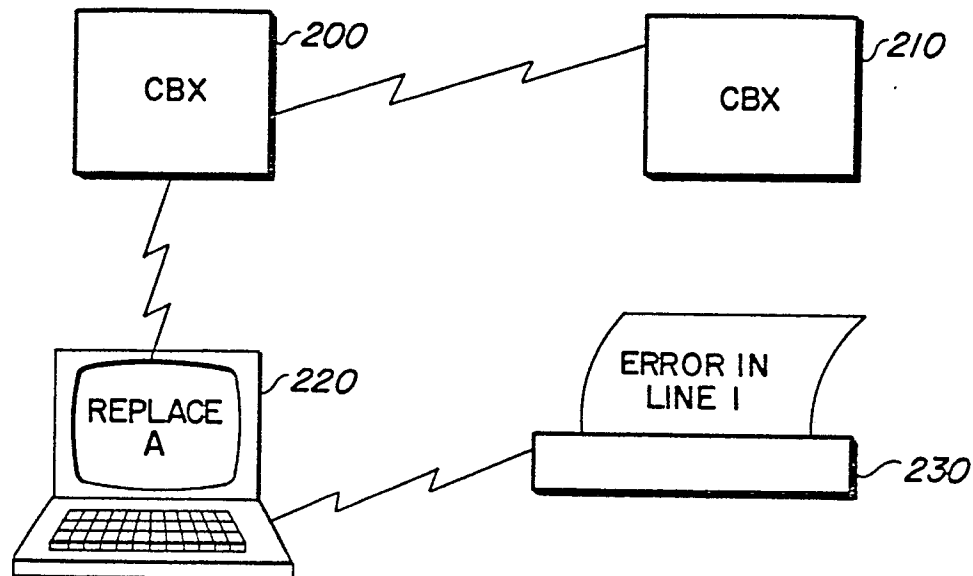 200
CBX
210
CBX
220
REPLACE
A
ERROR IN
LINE 1
230